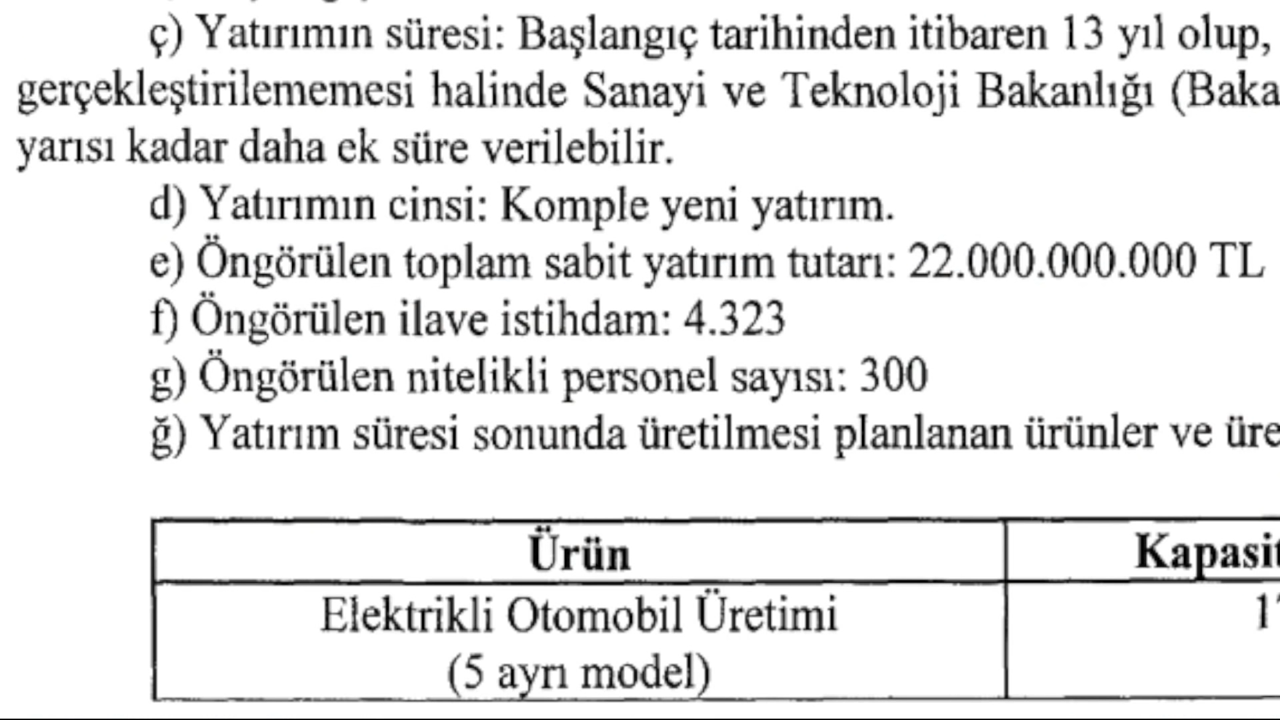 ç) Yatırımın süresi: Başlangıç tarihinden itibaren 13 yıl olup,
gerçekleştirilememesi halinde Sanayi ve Teknoloji Bakanlığı (Baka
yarısı kadar daha ek süre verilebilir.
d) Yatırımın cinsi: Komple yeni yatırım.
e) Öngörülen toplam sabit yatırım tutarı: 22.000.000.000 TL
f) Öngörülen ilave istihdam: 4.323
g) Öngörülen nitelikli personel sayısı: 300
ğ) Yatırım süresi sonunda üretilmesi planlanan ürünler ve üre
Ürün Kapasit
Elektrikli Otomobil Üretimi
(5 ayrı model)